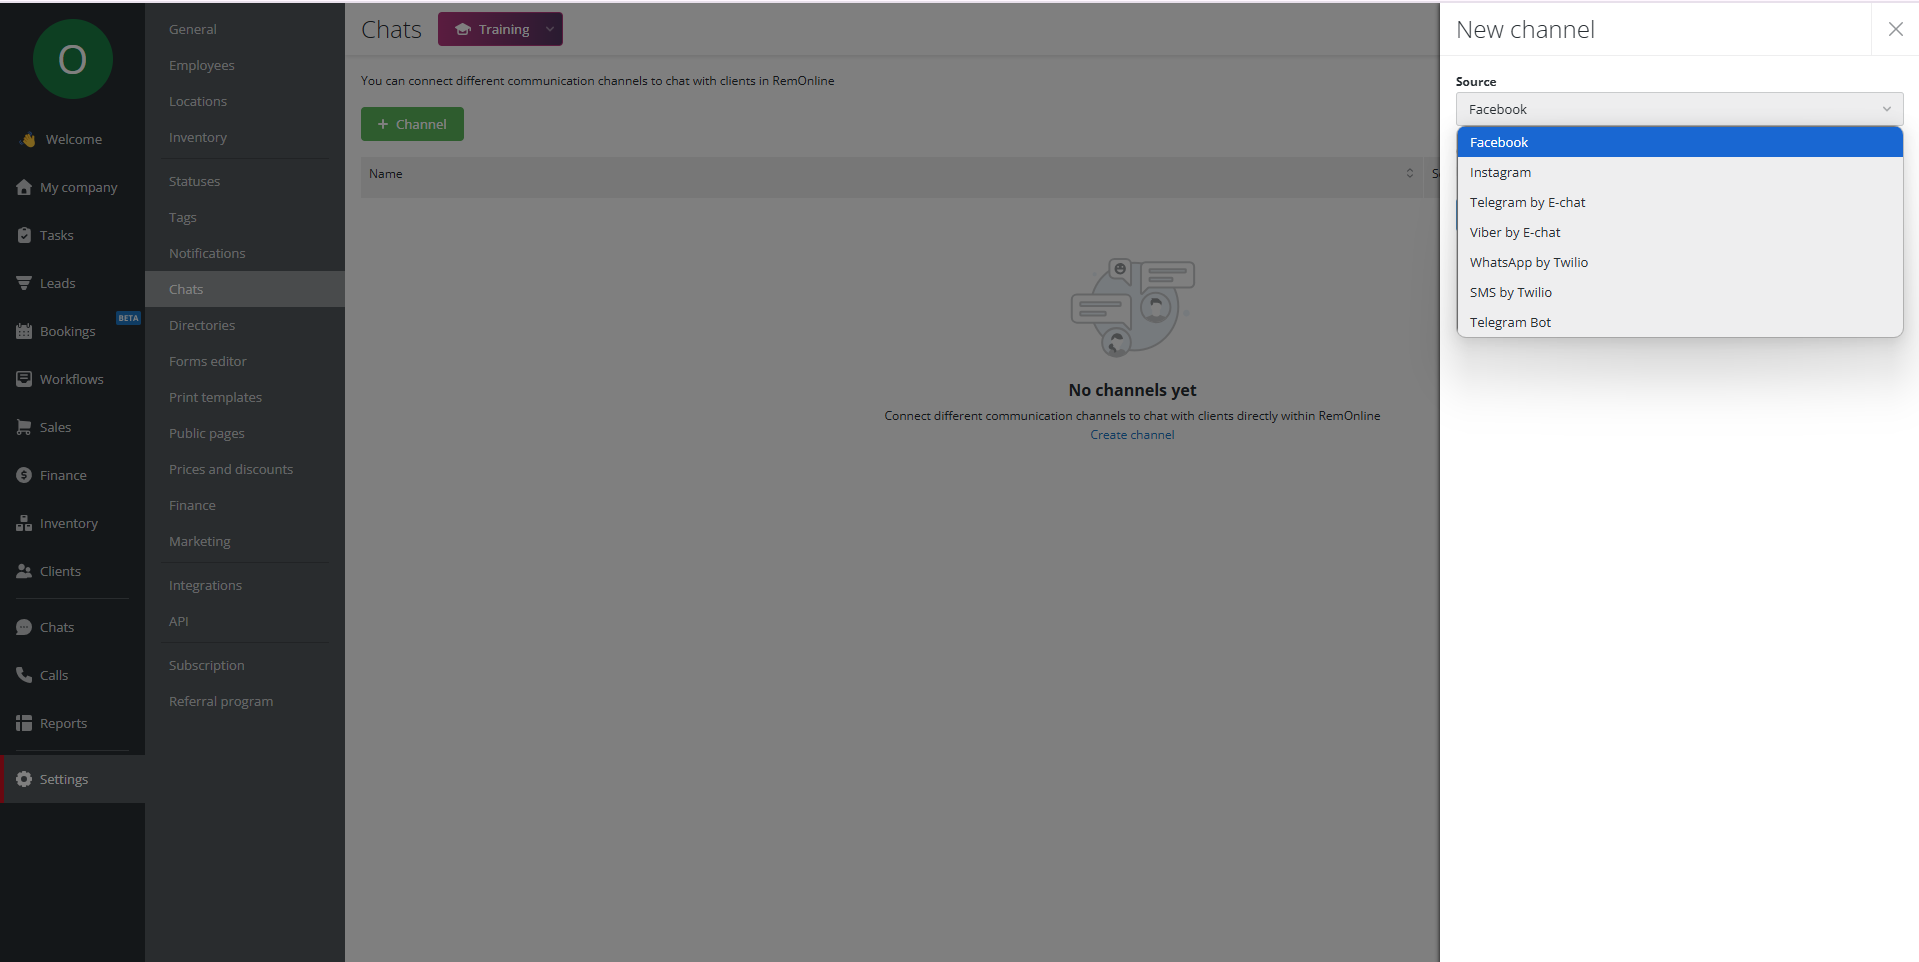 O
Welcome
My company
Tasks
Leads
Bookings
BETA
Workflows
Sales
Finance
Inventory
Clients
Chats
Calls
Reports
Settings
General
Employees
Locations
Inventory
Statuses
Tags
Notifications
Chats
Directories
Forms editor
Print templates
Public pages
Prices and discounts
Finance
Marketing
Integrations
API
Subscription
Referral program
Chats
Training
You can connect different communication channels to chat with clients in RemOnline
+ Channel
Name
No channels yet
Connect different communication channels to chat with clients directly within RemOnline
Create channel
New channel
Source
Facebook
Facebook
Instagram
Telegram by E-chat
Viber by E-chat
WhatsApp by Twilio
SMS by Twilio
Telegram Bot